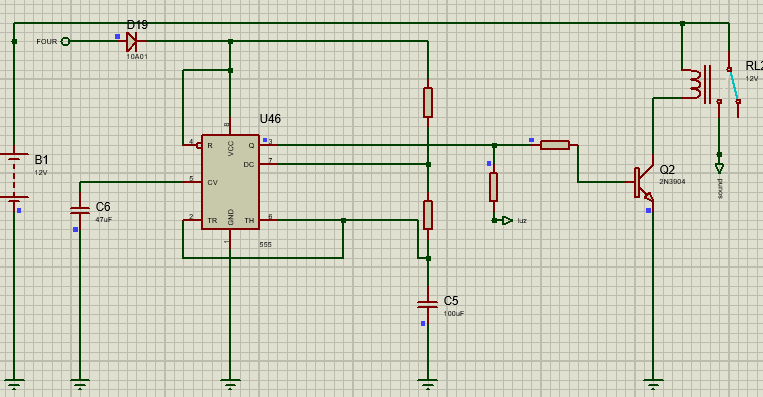 D19
FOUR
10A01
RL2
12V
U46
8
4
R
VCC
Q
3
DC
7
B1
12V
5
CV
Q2
2N3904
sound
C6
47uF
2
TR
GND
TH
6
luz
1
555
C5
100uF